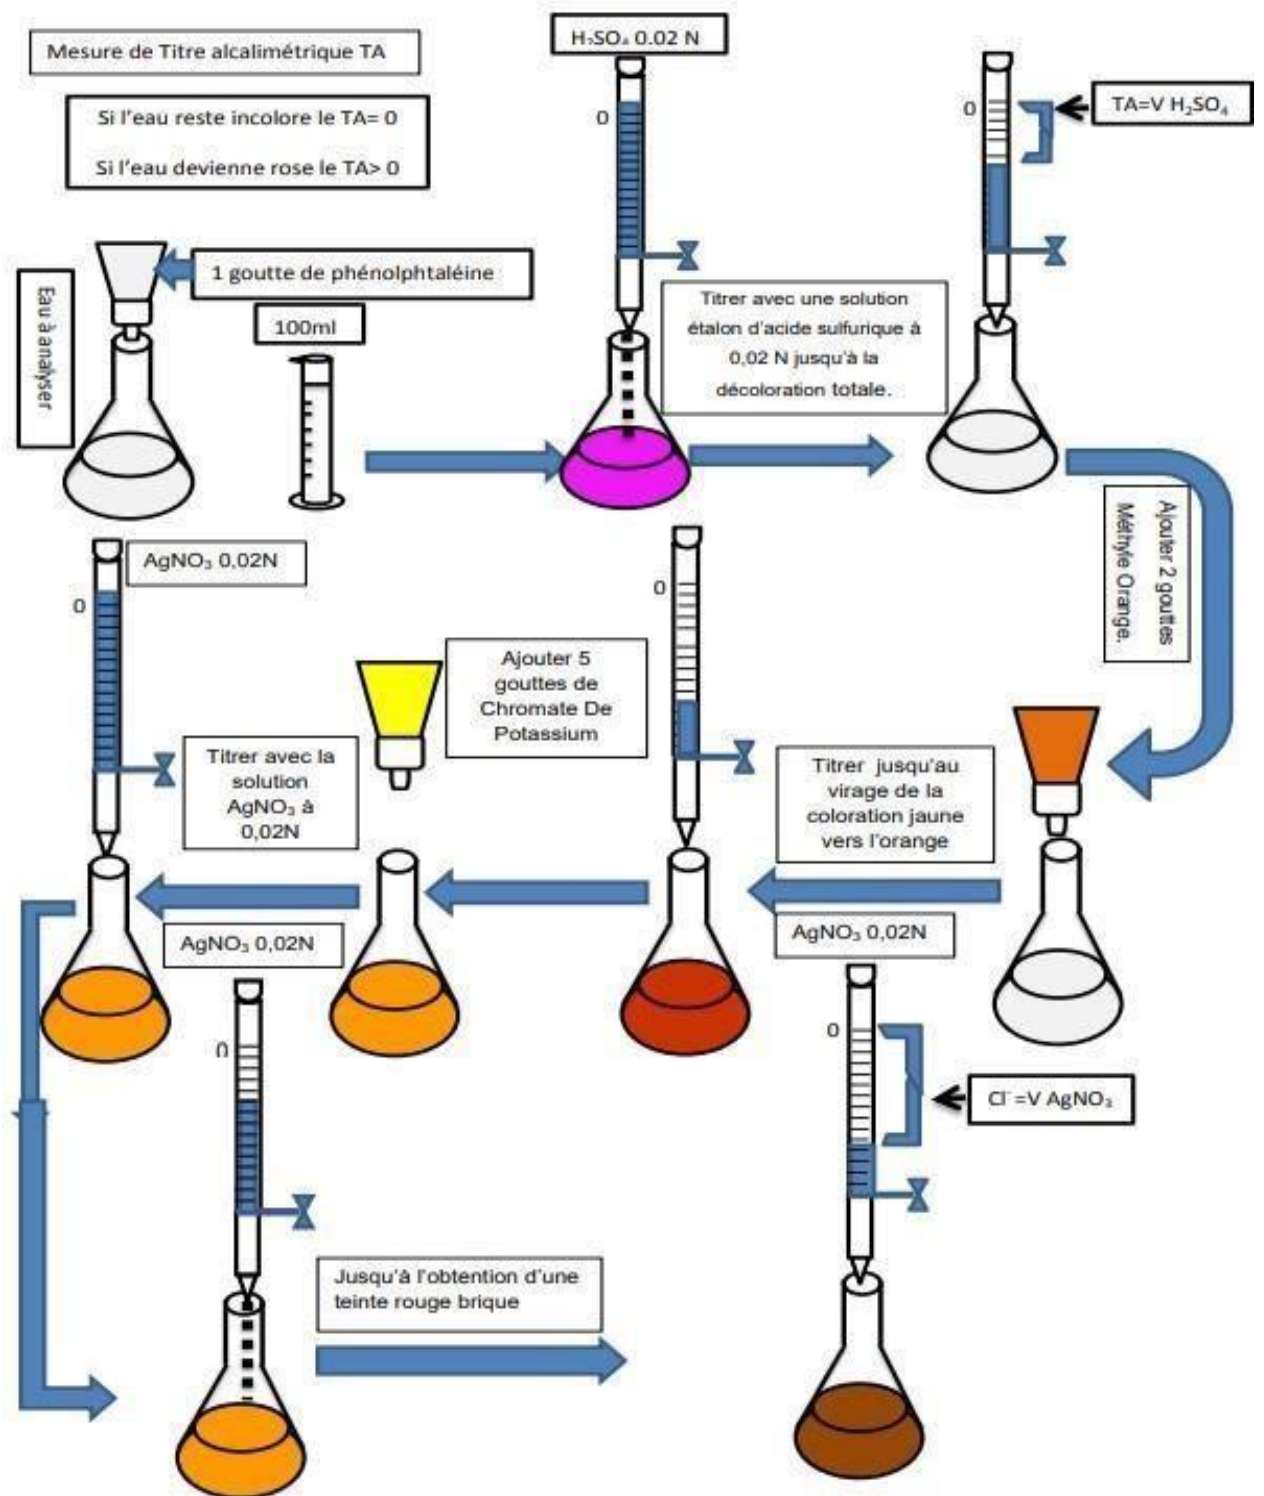 Mesure de Titre alcalimétrique TA
Si l'eau reste incolore le TA= 0
Si l'eau devienne rose le TA> 0
H₂SO₄ 0.02 N
0
0
TA=V H₂SO₄
Eau à analyser
1 goutte de phénolphtaléine
100ml
Titrer avec une solution
étalon d'acide sulfurique à
0,02 N jusqu'à la
décoloration totale.
Ajouter 2 gouttes
Méthyle Orange.
AgNO₃ 0,02N
0
0
Ajouter 5
gouttes de
Chromate De
Potassium
Titrer avec la
solution
AgNO₃ à
0,02N
Titrer jusqu'au
virage de la
coloration jaune
vers l'orange
AgNO₃ 0,02N
AgNO₃ 0,02N
0
0
Cl⁻=V AgNO₃
Jusqu'à l'obtention d'une
teinte rouge brique